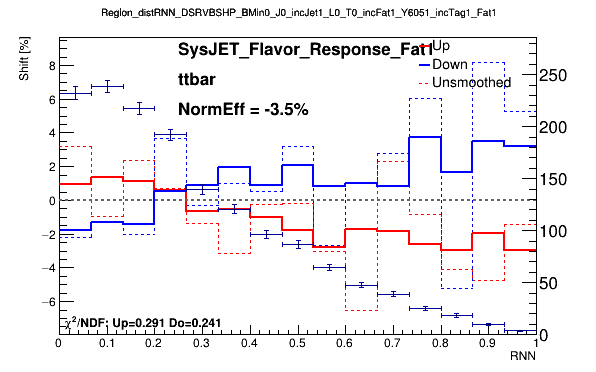 Region_distRNN_DSRVBSHP_BMin0_J0_incJet1_L0_T0_incFat1_Y6051_incTag1_Fat1
Shift [%]
SysJET_Flavor_Response_Fat1
ttbar
NormEff = -3.5%
Up
Down
Unsmoothed
8
6
4
2
0
−2
−4
−6
250
200
150
100
50
0
χ²/NDF: Up=0.291 Do=0.241
0 0.1 0.2 0.3 0.4 0.5 0.6 0.7 0.8 0.9 1
RNN